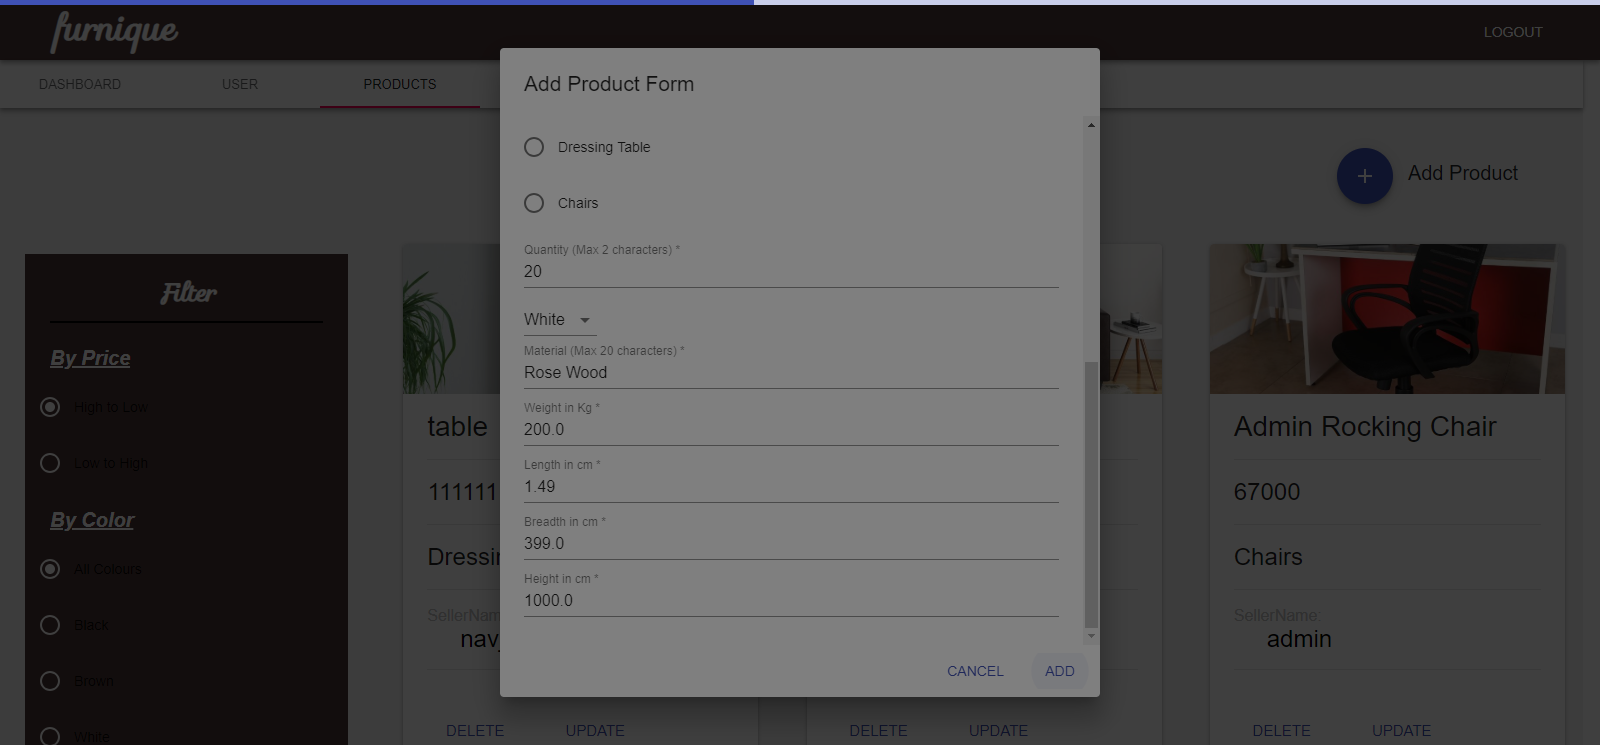 furnique
LOGOUT
DASHBOARD
USER
PRODUCTS
Add Product Form
Dressing Table
Chairs
Quantity (Max 2 characters) *
20
White
Material (Max 20 characters) *
Rose Wood
Weight in Kg *
200.0
Length in cm *
1.49
Breadth in cm *
399.0
Height in cm *
1000.0
CANCEL
ADD
Add Product
Filter
By Price
High to Low
Low to High
By Color
All Colours
Black
Brown
White
table
111111
SellerName
DELETE
UPDATE
DELETE
UPDATE
Admin Rocking Chair
67000
Chairs
SellerName
admin
DELETE
UPDATE